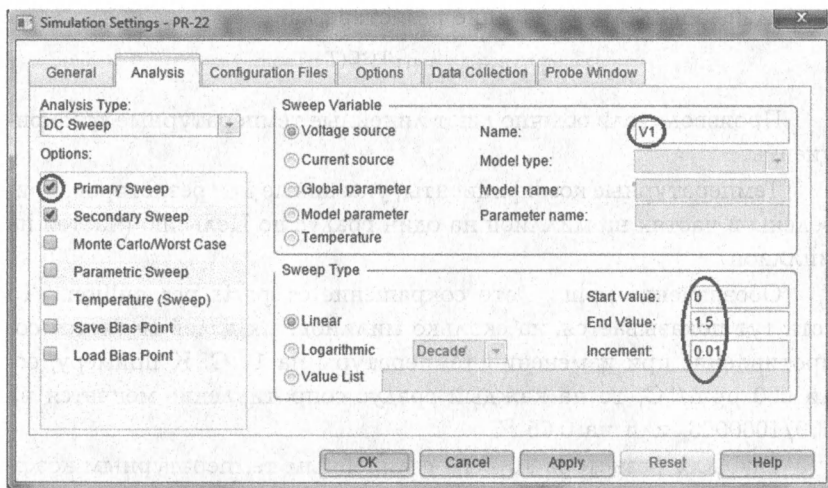 Simulation Settings - PR-22
General Analysis Configuration Files Options Data Collection Probe Window
Analysis Type:
DC Sweep
Options:
Primary Sweep
Secondary Sweep
Monte Carlo/Worst Case
Parametric Sweep
Temperature (Sweep)
Save Bias Point
Load Bias Point
Sweep Variable
Voltage source
Current source
Global parameter
Model parameter
Temperature
Name: V1
Model type:
Model name:
Parameter name:
Sweep Type
Linear
Logarithmic Decade
Value List
Start Value: 0
End Value: 1.5
Increment: 0.01
OK Cancel Apply Reset Help